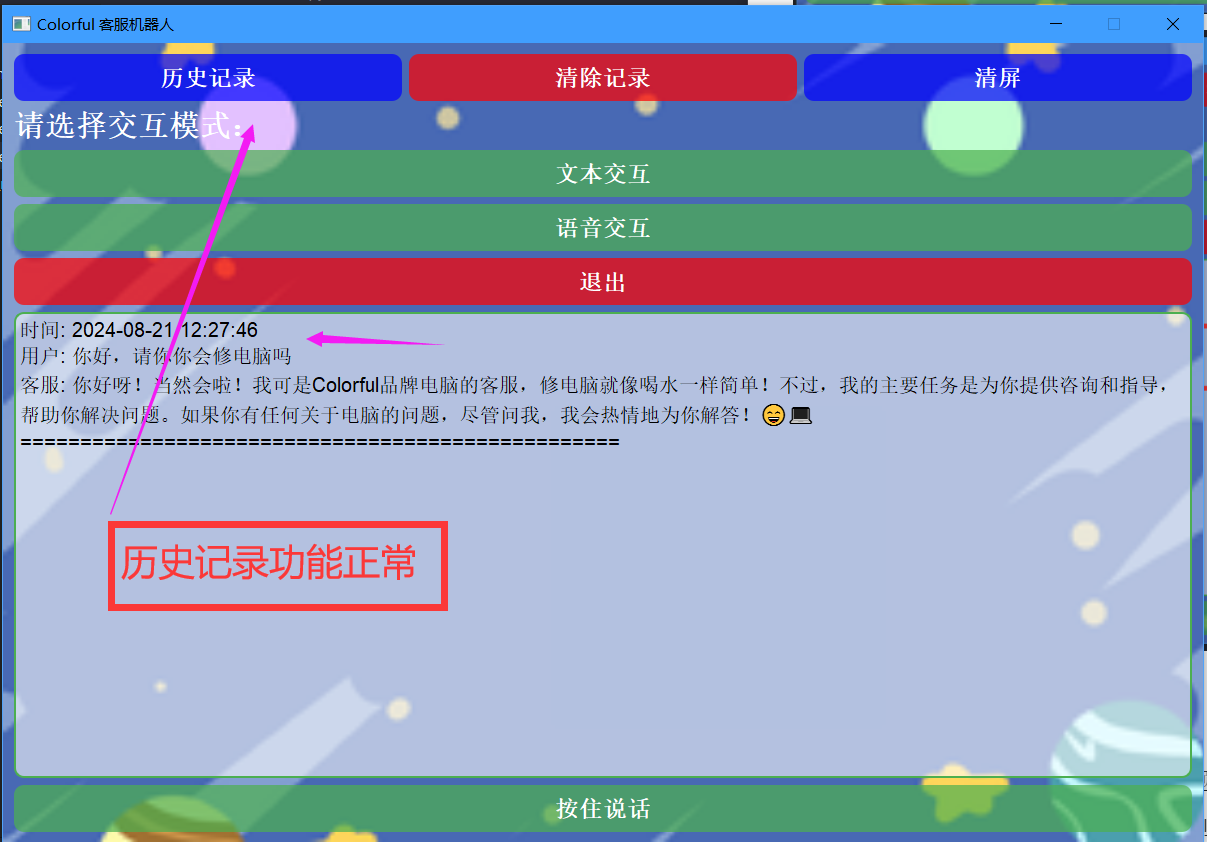 Colorful 客服机器人
历史记录 清除记录 清屏
请选择交互模式:
文本交互
语音交互
退出
时间: 2024-08-21 12:27:46
用户: 你好，请你你会修电脑吗
客服: 你好呀！当然会啦！我可是Colorful品牌电脑的客服，修电脑就像喝水一样简单！不过，我的主要任务是为你提供咨询和指导，
帮助你解决问题。如果你有任何关于电脑的问题，尽管问我，我会热情地为你解答！😄💻
==================================================
历史记录功能正常
按住说话